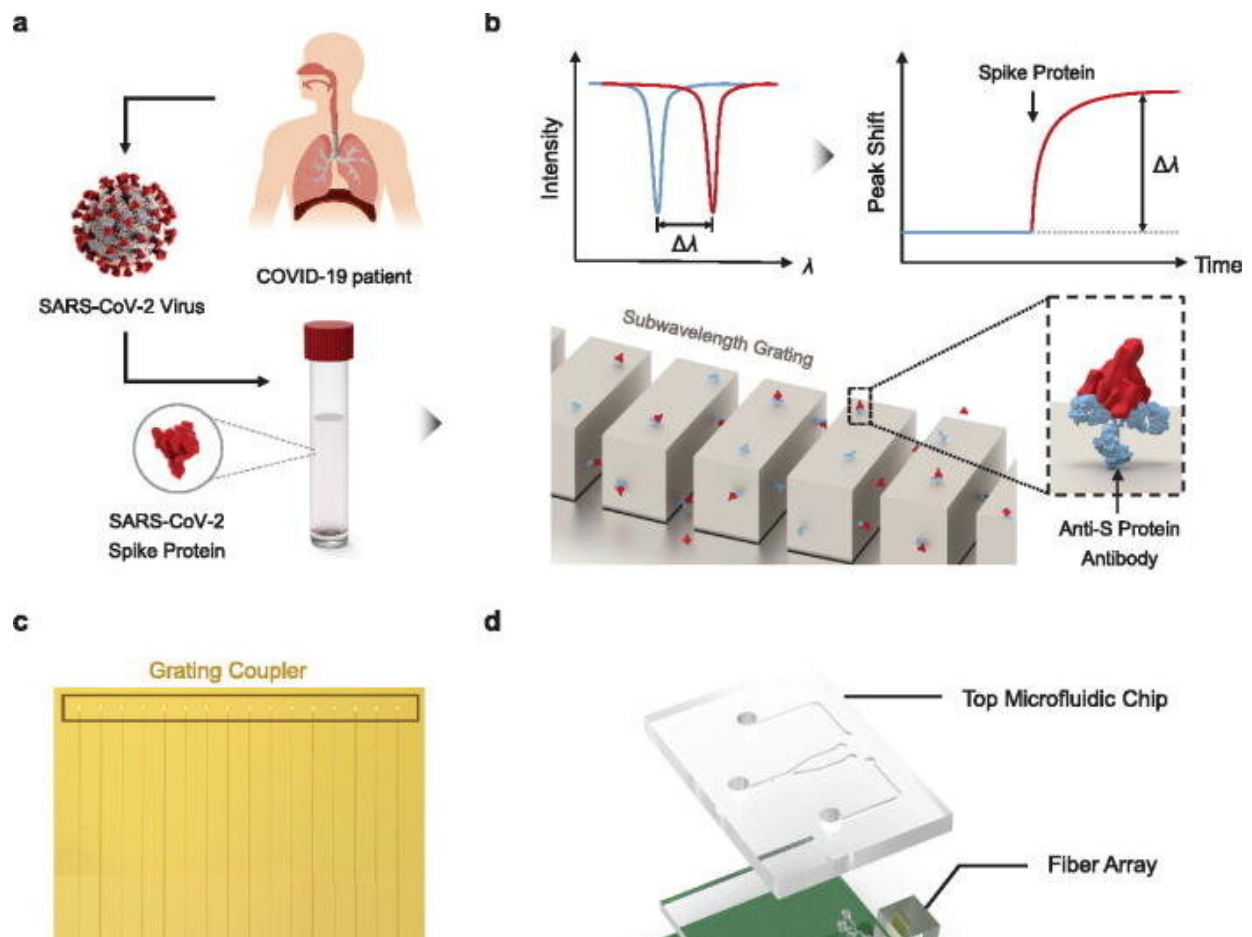 a
COVID-19 patient
SARS-CoV-2 Virus
SARS-CoV-2
Spike Protein
b
Intensity
Δλ
λ
Peak Shift
Spike Protein
Δλ
Time
Subwavelength Grating
Anti-S Protein
Antibody
c
Grating Coupler
d
Top Microfluidic Chip
Fiber Array